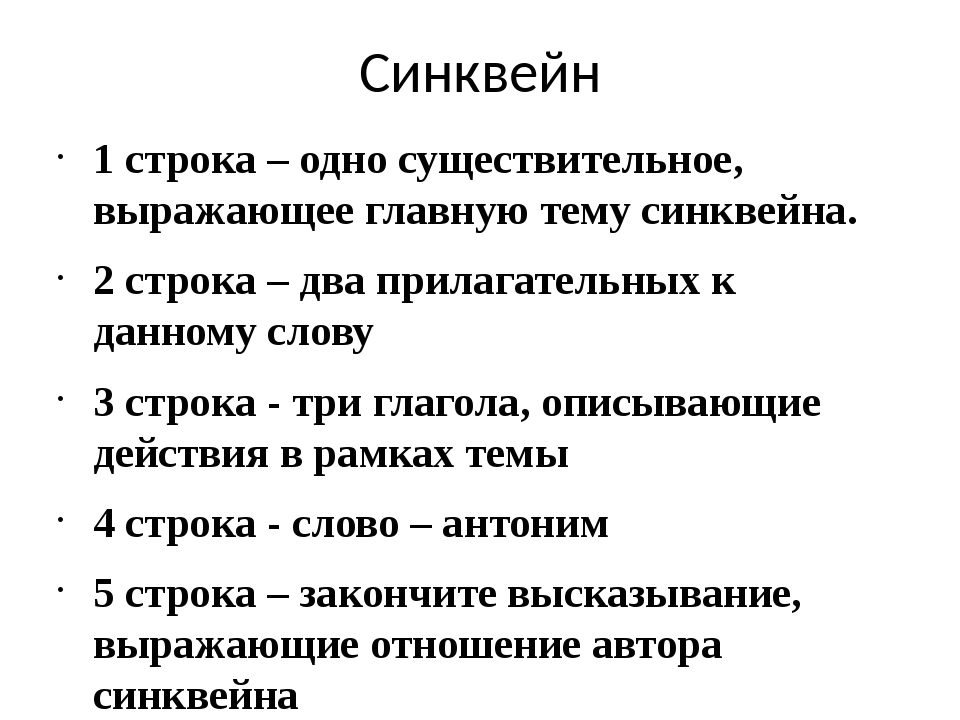 Синквейн
• 1 строка – одно существительное,
выражающее главную тему синквейна.
• 2 строка – два прилагательных к
данному слову
• 3 строка - три глагола, описывающие
действия в рамках темы
• 4 строка - слово – антоним
• 5 строка – закончите высказывание,
выражающие отношение автора
синквейна